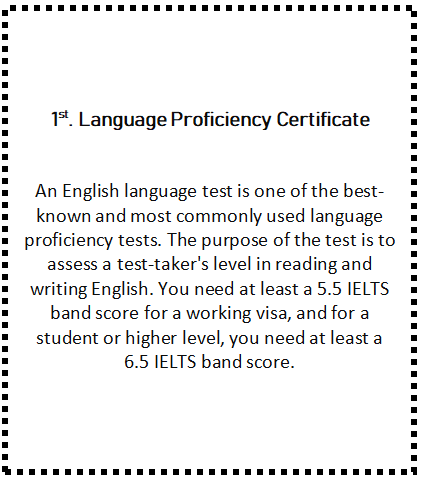 1st. Language Proficiency Certificate
An English language test is one of the best-
known and most commonly used language
proficiency tests. The purpose of the test is to
assess a test-taker's level in reading and
writing English. You need at least a 5.5 IELTS
band score for a working visa, and for a
student or higher level, you need at least a
6.5 IELTS band score.